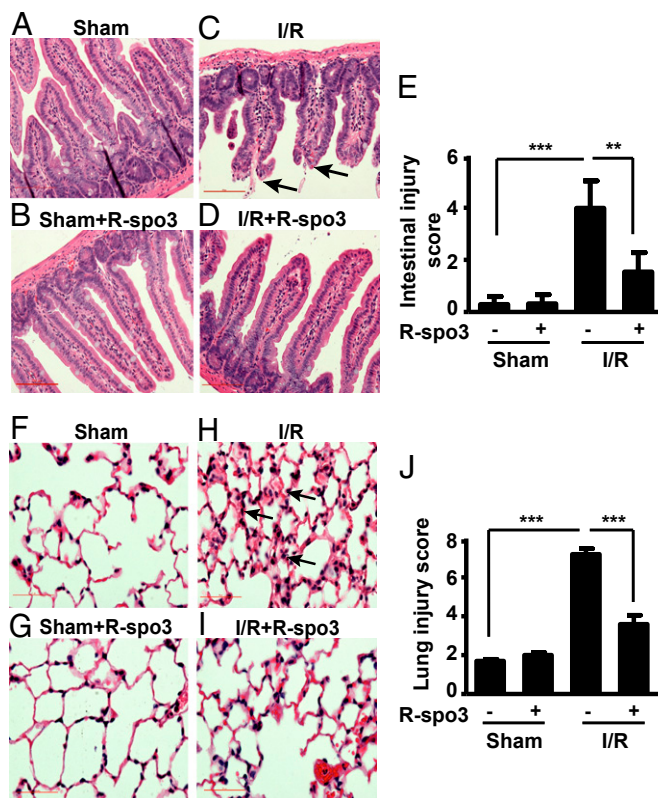 A Sham
C I/R
B Sham+R-spo3
D I/R+R-spo3
E
Intestinal injury
score
6
4
2
0
*** **
R-spo3 - + - +
Sham I/R
F Sham
H I/R
G Sham+R-spo3
I I/R+R-spo3
J
Lung injury score
8
6
4
2
0
*** ***
R-spo3 - + - +
Sham I/R